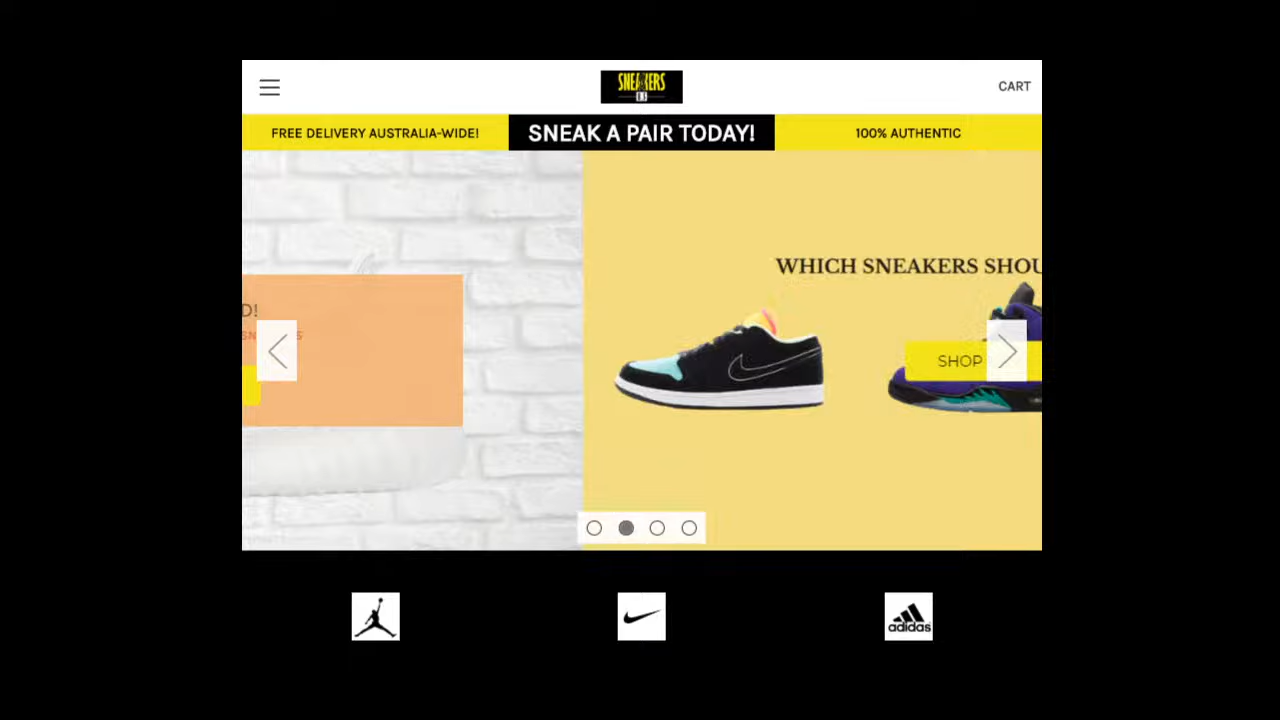 SNEAKERS
CART
FREE DELIVERY AUSTRALIA-WIDE!
SNEAK A PAIR TODAY!
100% AUTHENTIC
WHICH SNEAKERS SHOU
D!
SHOP
adidas